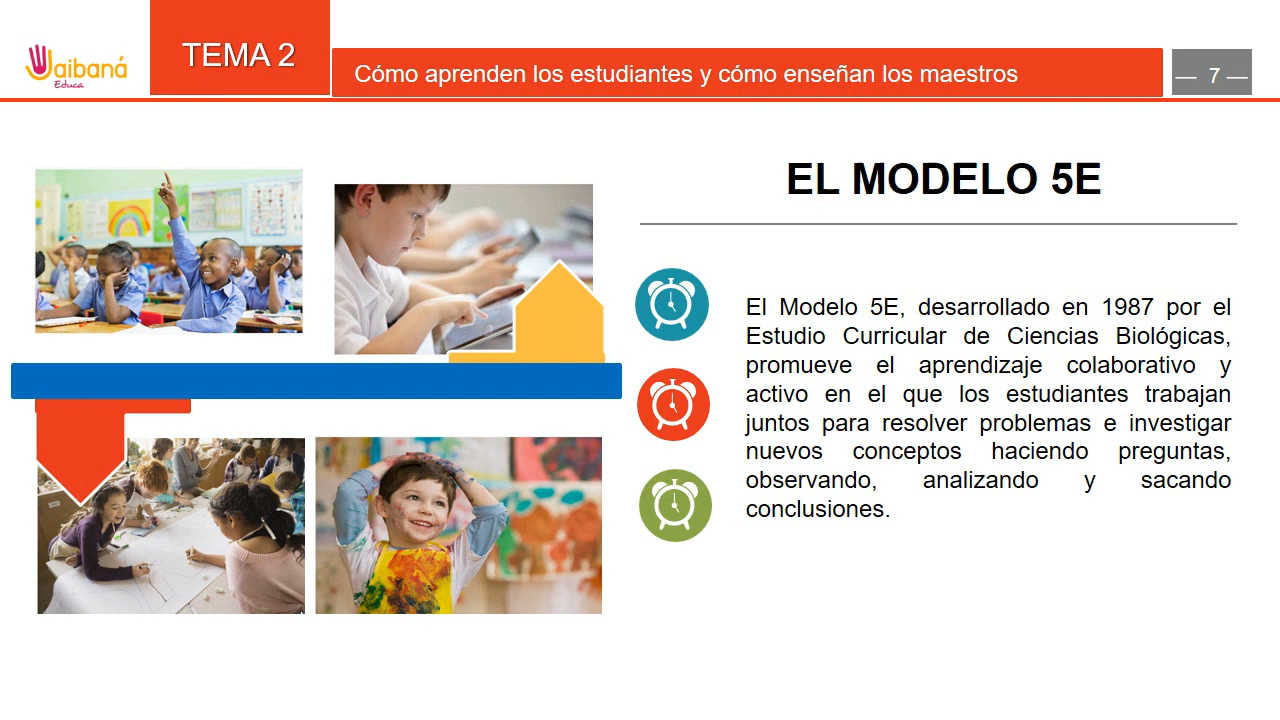 Jaibaná
Educa
TEMA 2
Cómo aprenden los estudiantes y cómo enseñan los maestros
— 7 —
EL MODELO 5E
El Modelo 5E, desarrollado en 1987 por el
Estudio Curricular de Ciencias Biológicas,
promueve el aprendizaje colaborativo y
activo en el que los estudiantes trabajan
juntos para resolver problemas e investigar
nuevos conceptos haciendo preguntas,
observando, analizando y sacando
conclusiones.